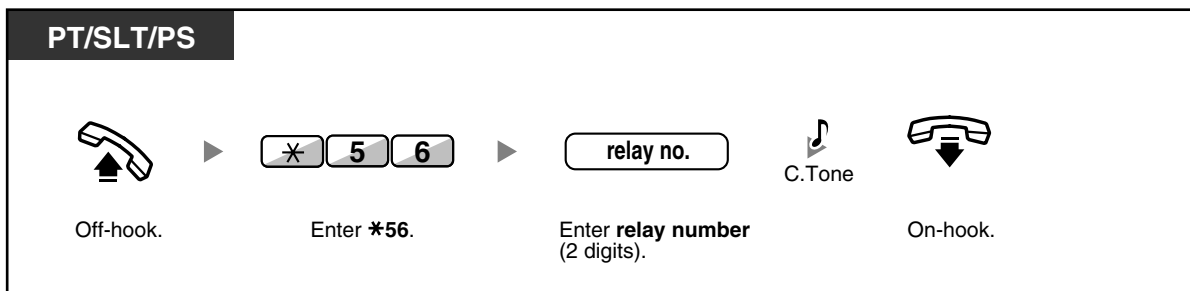 PT/SLT/PS
✱ 5 6
relay no.
C.Tone
Off-hook.
Enter ✱56.
Enter relay number
(2 digits).
On-hook.